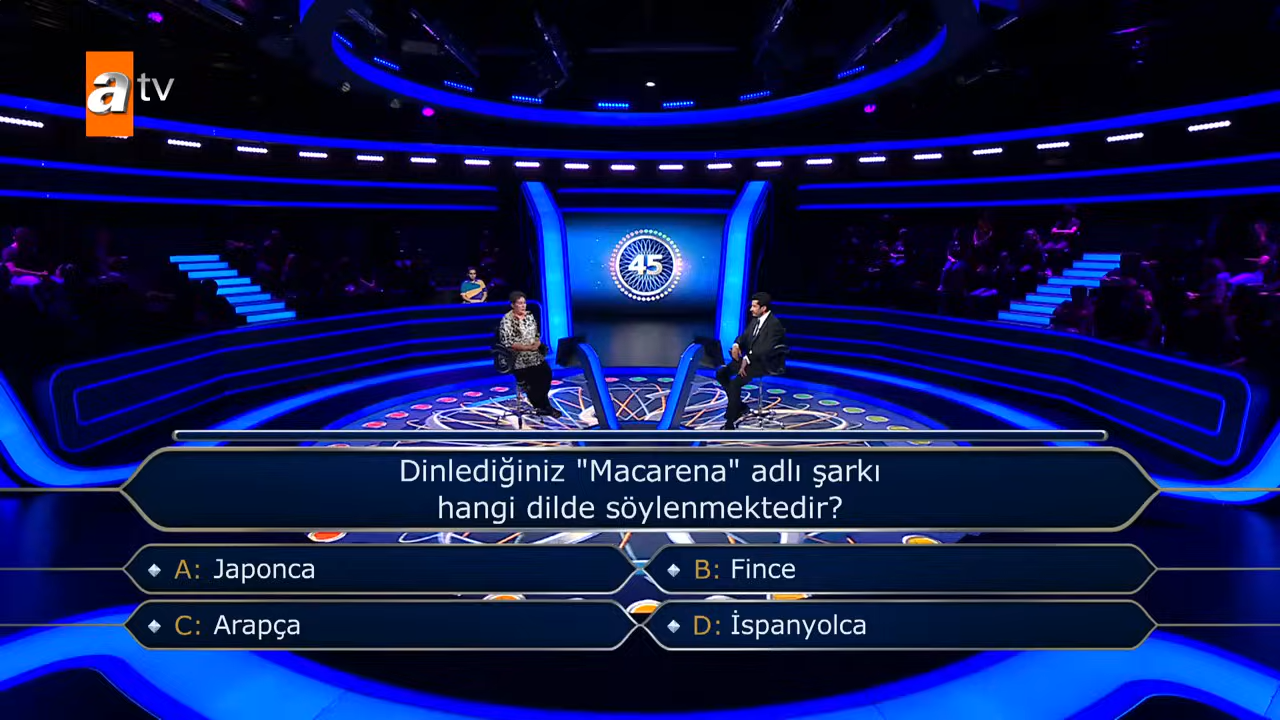 atv
45
Dinlediğiniz "Macarena" adlı şarkı
hangi dilde söylenmektedir?
A: Japonca
B: Fince
C: Arapça
D: İspanyolca